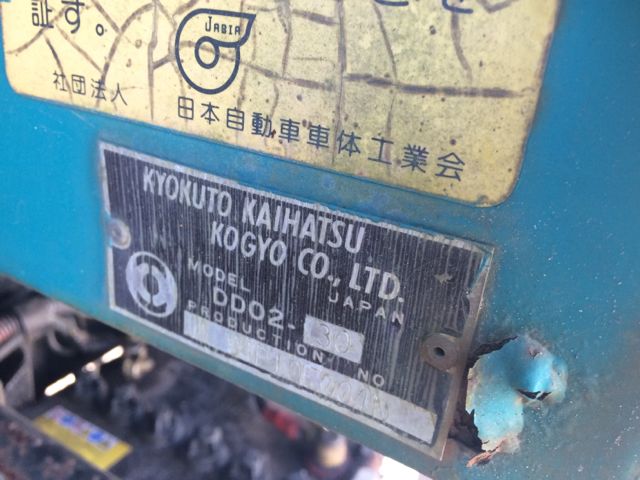 証す。
JABIA
社団法人
日本自動車車体工業会
KYOKUTO KAIHATSU
KOGYO CO., LTD.
MODEL JAPAN
DD02-30
PRODUCTION NO